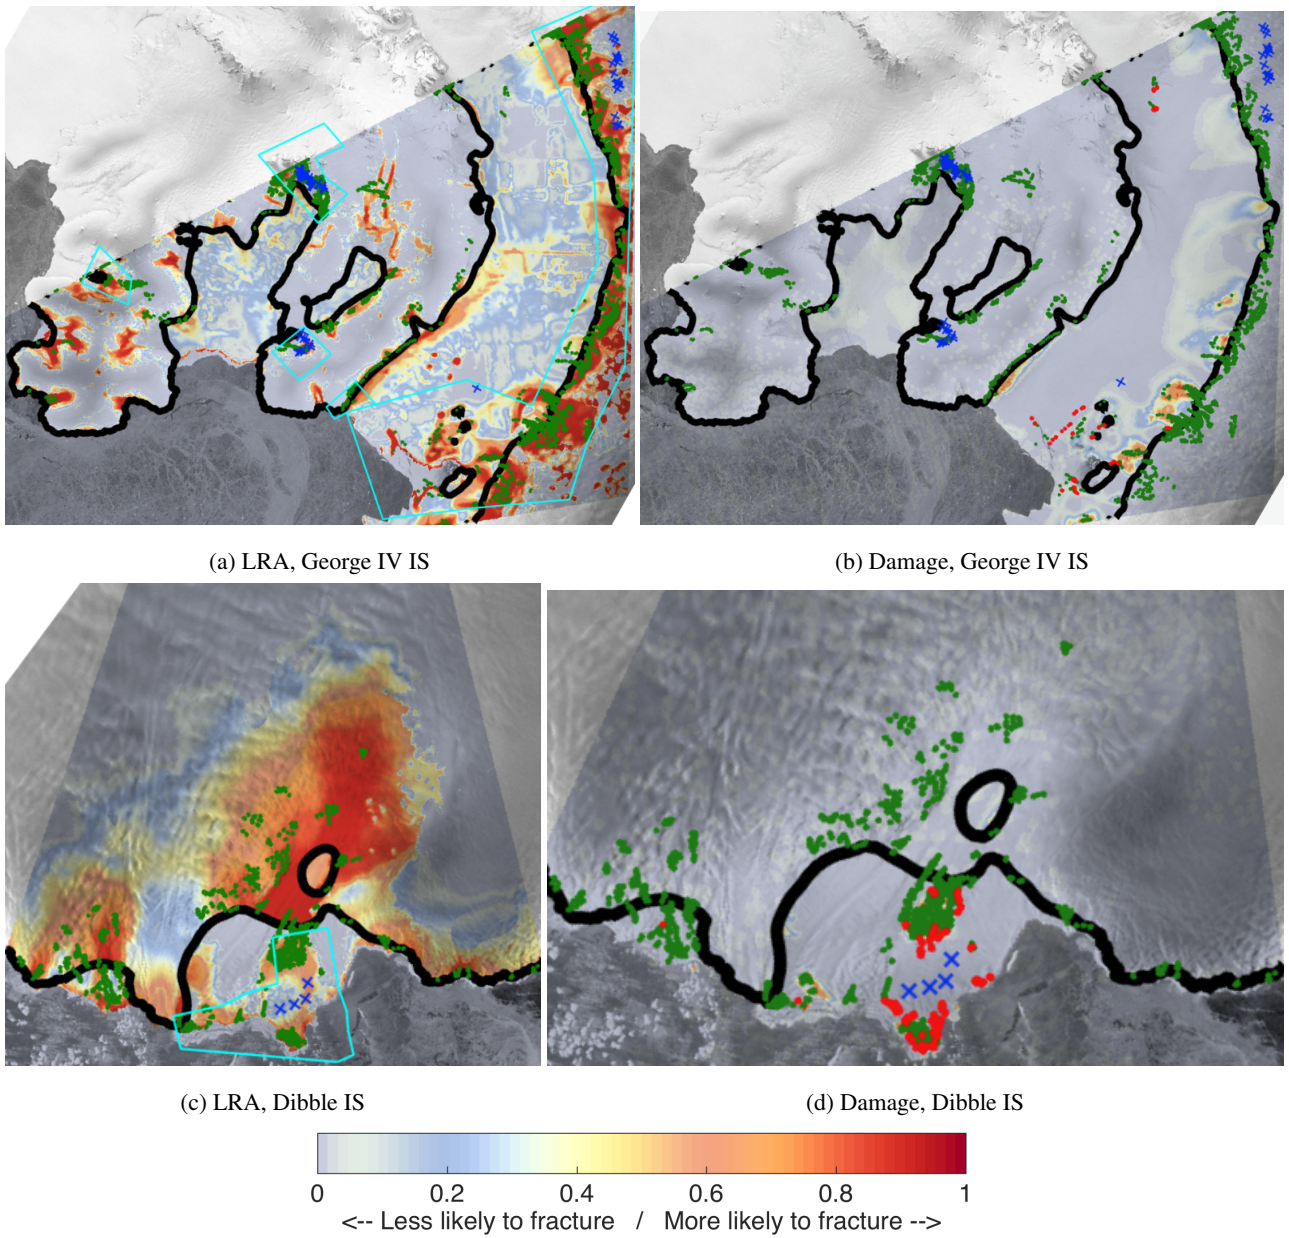 (a) LRA, George IV IS
(b) Damage, George IV IS
(c) LRA, Dibble IS
(d) Damage, Dibble IS
0 0.2 0.4 0.6 0.8 1
<-- Less likely to fracture / More likely to fracture -->